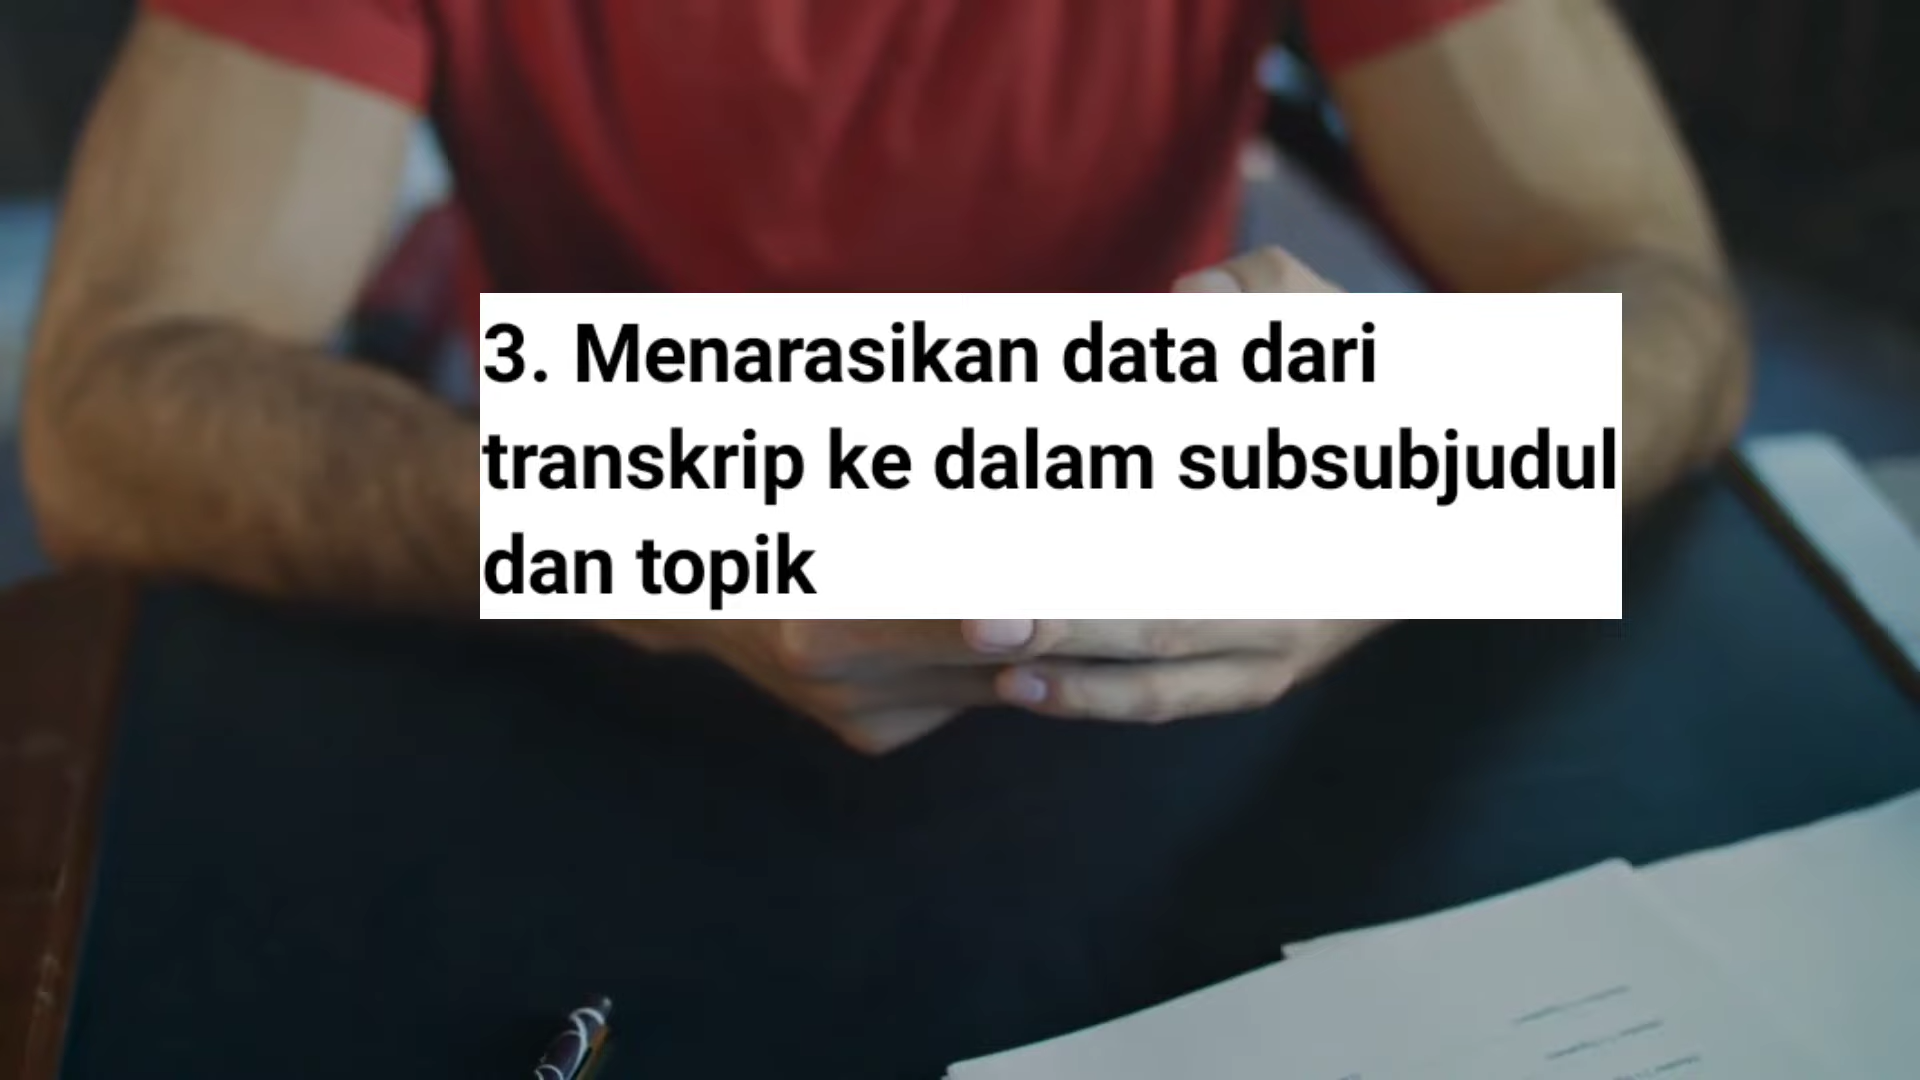 3. Menarasikan data dari
transkrip ke dalam subsubjudul
dan topik